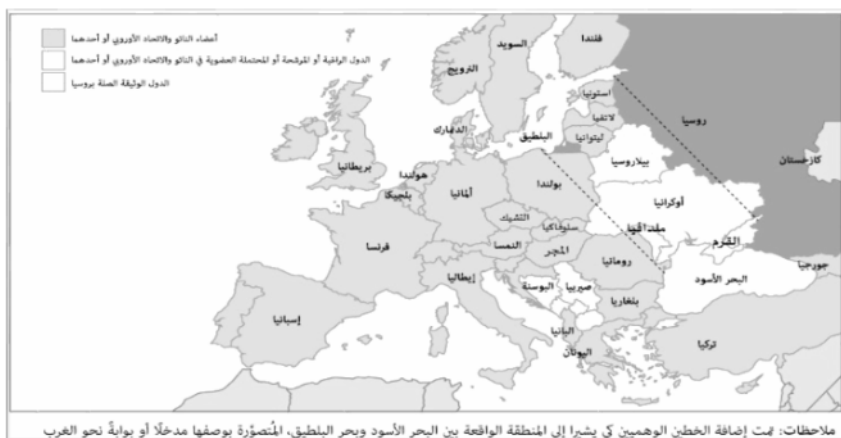 أعضاء الناتو والاتحاد الأوروبي أو أحدهما
الدول الراغبة أو المرشحة أو المحتملة العضوية في الناتو والاتحاد الأوروبي أو أحدهما
الدول الوثيقة الصلة بروسيا
فنلندا
السويد
النرويج
استونيا
لاتفيا
ليتوانيا
روسيا
البلطيق
الدنمارك
بيلاروسيا
كازخستان
بريطانيا
هولندا
بلجيكا
ألمانيا
بولندا
أوكرانيا
التشيك
سلوفاكيا
القرم
فرنسا
النمسا
المجر
رومانيا
جورجيا
البحر الأسود
إيطاليا
البوسنة
صربيا
بلغاريا
إسبانيا
ألبانيا
اليونان
تركيا
ملاحظات: تمت إضافة الخطين الوهميين كي يشيرا إلى المنطقة الواقعة بين البحر الأسود وبحر البلطيق، المُتصوَّرة بوصفها مدخلًا أو بوابةً نحو الغرب